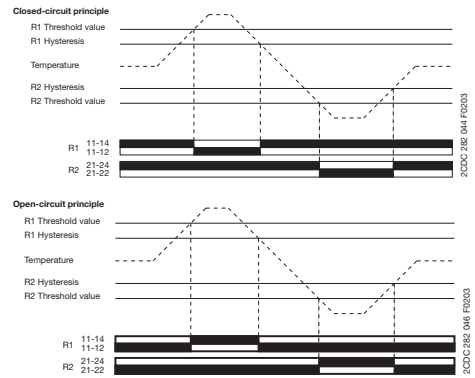 Closed-circuit principle
R1 Threshold value
R1 Hysteresis
Temperature
R2 Hysteresis
R2 Threshold value
R1 11-14
11-12
R2 21-24
21-22
2CDC 282 044 F0203
Open-circuit principle
R1 Threshold value
R1 Hysteresis
Temperature
R2 Hysteresis
R2 Threshold value
R1 11-14
11-12
R2 21-24
21-22
2CDC 282 046 F0203